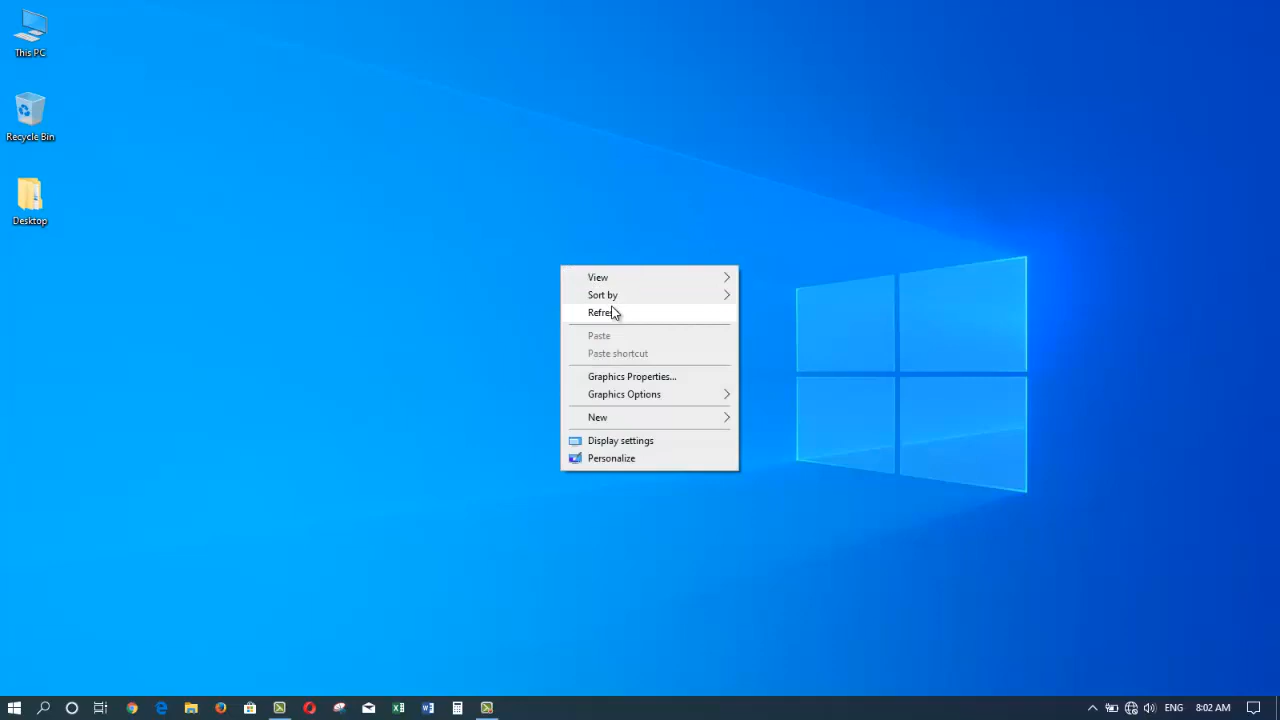 This PC
Recycle Bin
Desktop
View
Sort by
Refresh
Paste
Paste shortcut
Graphics Properties...
Graphics Options
New
Display settings
Personalize
ENG
8:02 AM